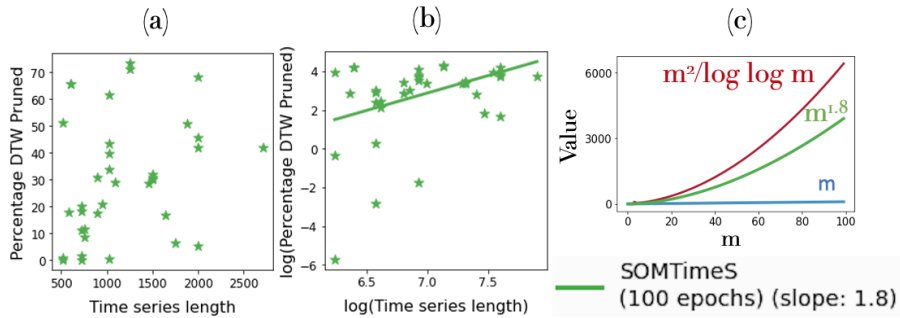 (a)
Percentage DTW Pruned
70
60
50
40
30
20
10
0
500
1000
1500
2000
2500
Time series length
(b)
log(Percentage DTW Pruned)
4
2
0
−2
−4
−6
6.5
7.0
7.5
log(Time series length)
(c)
Value
6000
3000
0
m²/log log m
m¹·⁸
m
0
20
40
60
80
100
m
SOMTimeS
(100 epochs) (slope: 1.8)